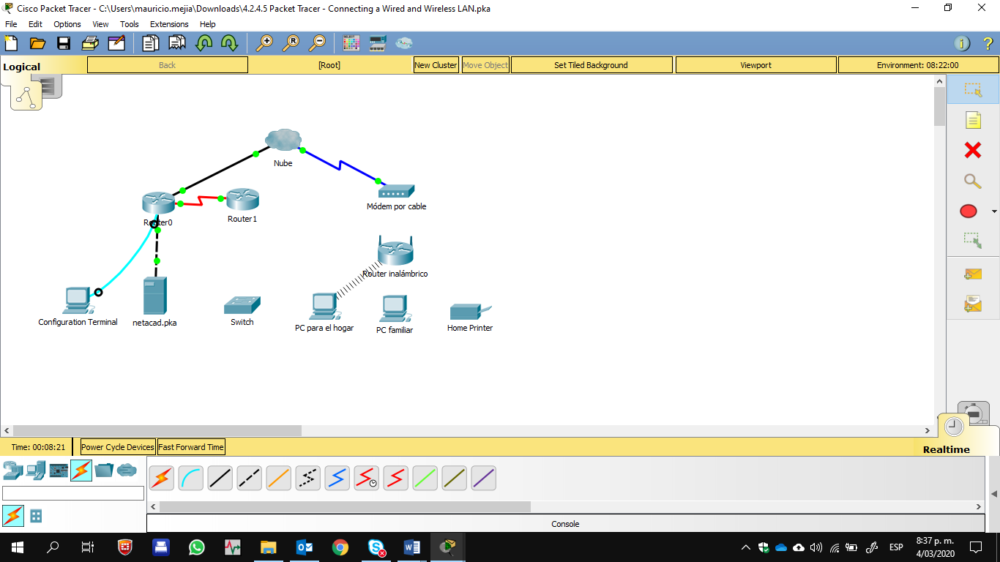 Cisco Packet Tracer - C:\Users\mauricio.mejia\Downloads\4.2.4.5 Packet Tracer - Connecting a Wired and Wireless LAN.pka
File Edit Options View Tools Extensions Help
Logical
Back
[Root]
New Cluster
Move Object
Set Tiled Background
Viewport
Environment: 08:22:00
Nube
Módem por cable
Router0
Router1
Router inalámbrico
Configuration Terminal
netacad.pka
Switch
PC para el hogar
PC familiar
Home Printer
Time: 00:08:21
Power Cycle Devices
Fast Forward Time
Realtime
Console
ESP
8:37 p. m.
4/03/2020